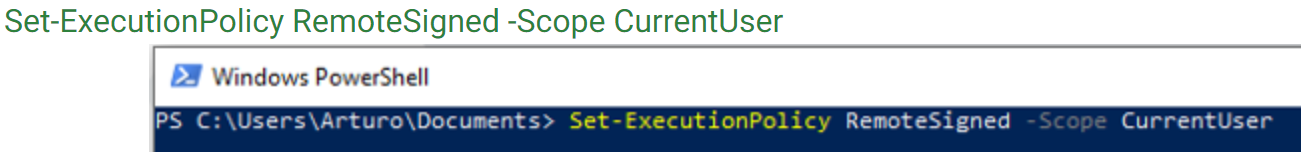 Set-ExecutionPolicy RemoteSigned -Scope CurrentUser
Windows PowerShell
PS C:\Users\Arturo\Documents> Set-ExecutionPolicy RemoteSigned -Scope CurrentUser